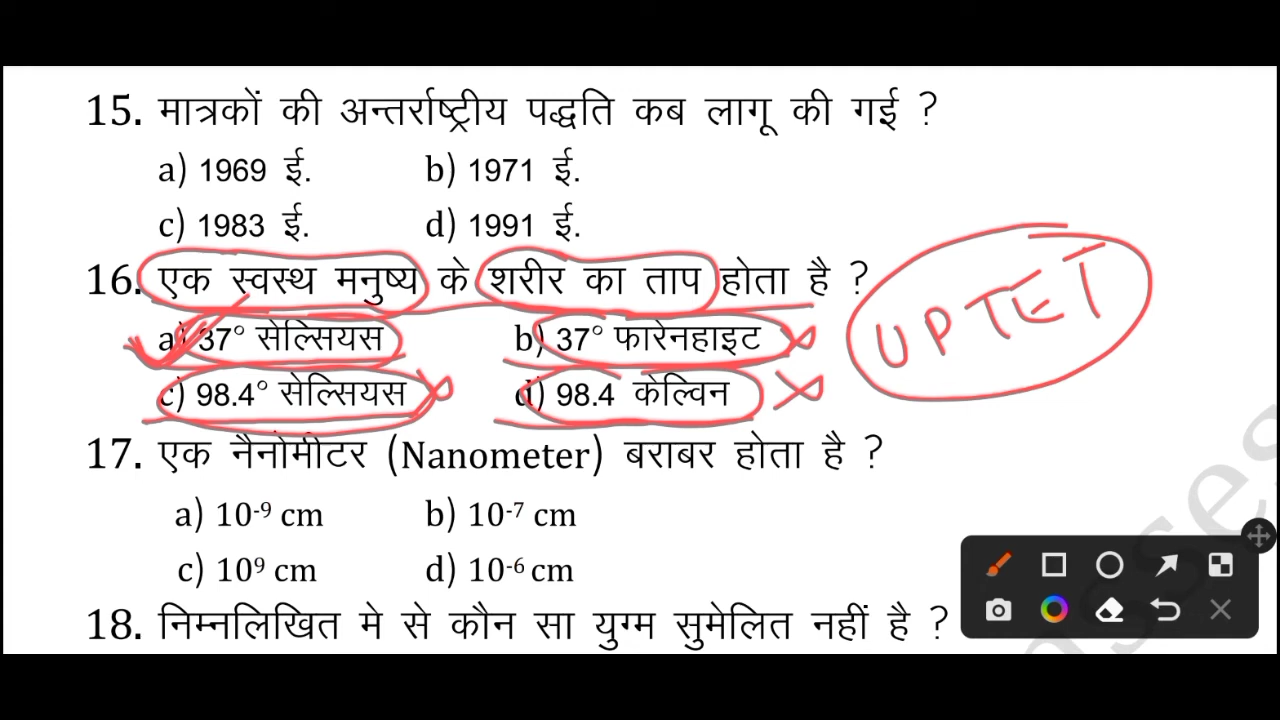 15. मात्रकों की अन्तर्राष्ट्रीय पद्धति कब लागू की गई ?
a) 1969 ई. b) 1971 ई.
c) 1983 ई. d) 1991 ई.
16. एक स्वस्थ मनुष्य के शरीर का ताप होता है ?
a) 37° सेल्सियस b) 37° फारेनहाइट
c) 98.4° सेल्सियस d) 98.4 केल्विन
UPTET
17. एक नैनोमीटर (Nanometer) बराबर होता है ?
a) 10⁻⁹ cm b) 10⁻⁷ cm
c) 10⁹ cm d) 10⁻⁶ cm
18. निम्नलिखित मे से कौन सा युग्म सुमेलित नहीं है ?